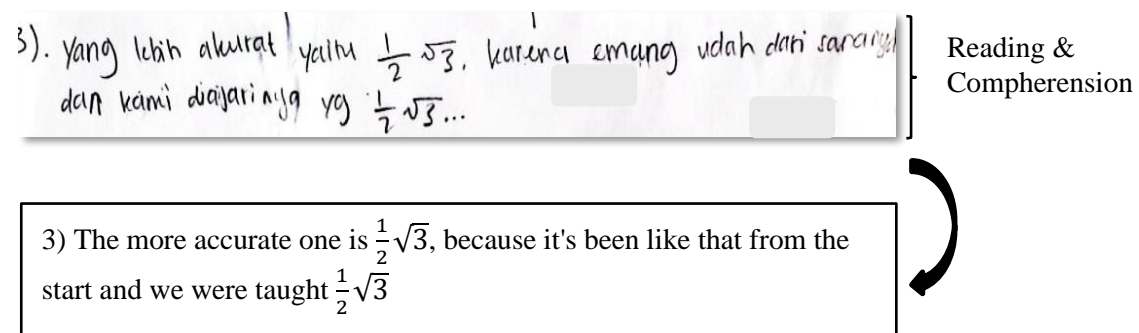 3). Yang lebih akurat yaitu 1/2 √3, karena emang udah dari sananya
dan kami diajarinya yg 1/2 √3...
Reading &
Compherension
3) The more accurate one is 1/2 √3, because it's been like that from the
start and we were taught 1/2 √3